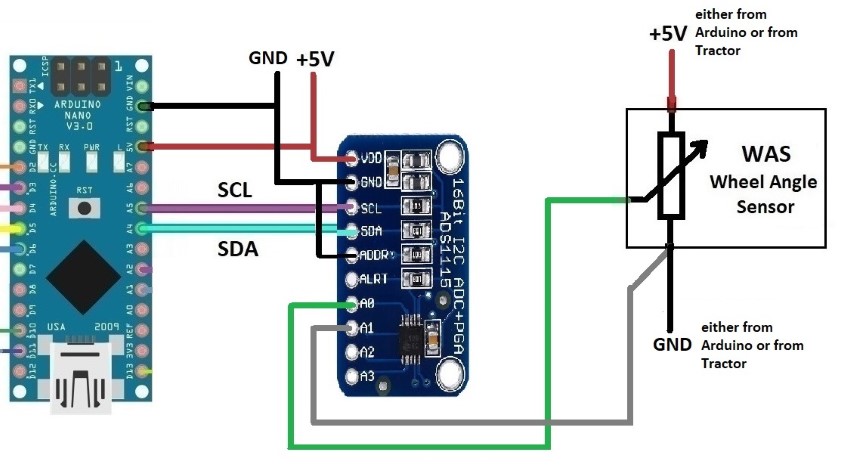 either from
Arduino or from
Tractor
+5V
GND +5V
ICSP
1
TX1
RX0
RST
GND
D2
D3
D4
D5
D6
D7
D8
D9
D10
D11
D12
ARDUINO
NANO
V3.0
TX RX PWR L
ARDUINO.CC
RST
USA 2009
VIN
GND
RST
5V
A7
A6
A5
A4
A3
A2
A1
A0
REF
3V3
D13
SCL
SDA
VDD
GND
SCL
SDA
ADDR
ALRT
A0
A1
A2
A3
16Bit I2C ADC+PGA
ADS1115
WAS
Wheel Angle
Sensor
GND
either from
Arduino or from
Tractor